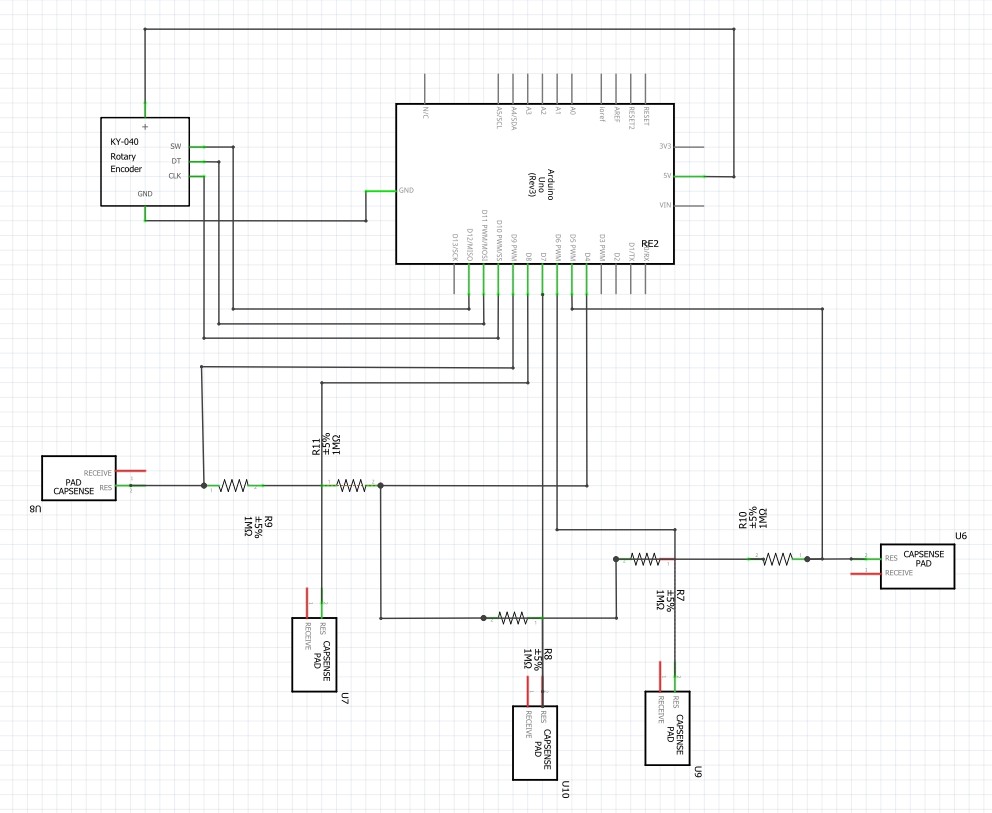 N/C
A5/SCL
A4/SDA
A3
A2
A1
A0
ioref
AREF
RESET2
RESET
+
KY-040
Rotary
Encoder
SW
DT
CLK
GND
3V3
5V
VIN
GND
Arduino
Uno
(Rev3)
RE2
D13/SCK
D12/MISO
D11 PWM/MOSI
D10 PWM/SS
D9 PWM
D8
D7
D6 PWM
D5 PWM
D4
D3 PWM
D2
D1/TX
RECEIVE
RES
PAD
CAPSENSE
U8
R11
±5%
1MΩ
R9
±5%
1MΩ
R10
±5%
1MΩ
U6
RES
RECEIVE
CAPSENSE
PAD
R7
±5%
1MΩ
R8
±5%
1MΩ
RECEIVE
RES
CAPSENSE
PAD
U7
RECEIVE
RES
CAPSENSE
PAD
U10
RECEIVE
RES
CAPSENSE
PAD
U9